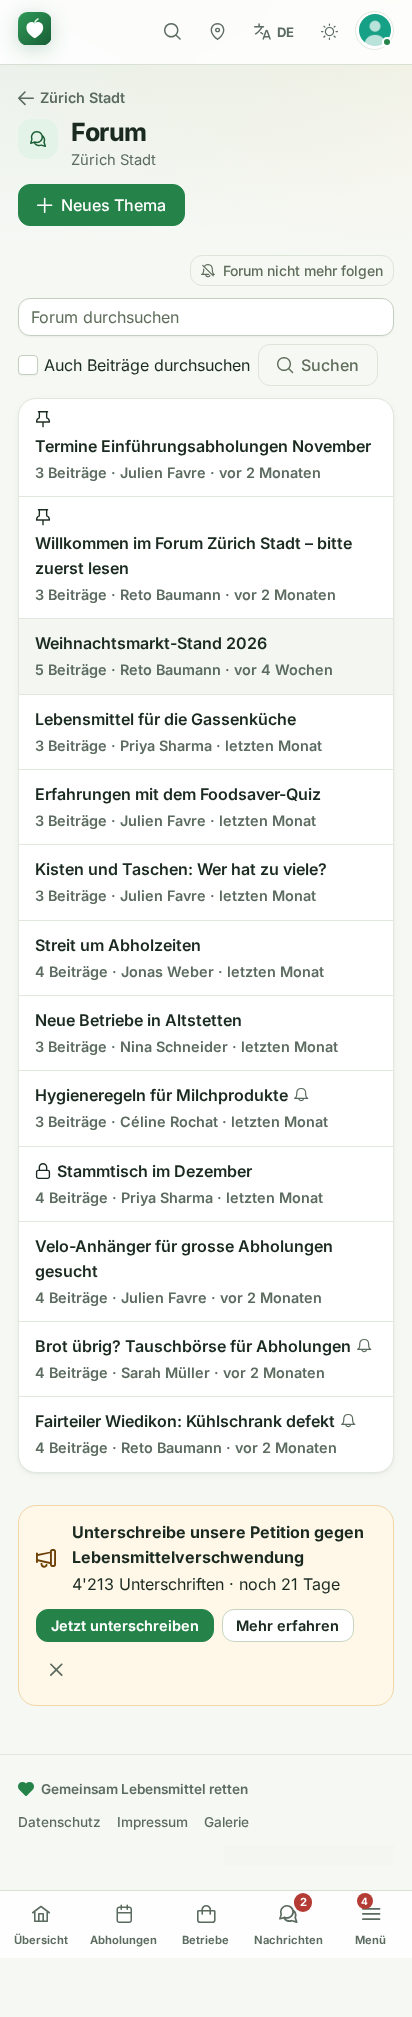 DE
Zürich Stadt
Forum
Zürich Stadt
Neues Thema
Forum nicht mehr folgen
Forum durchsuchen
Auch Beiträge durchsuchen
Suchen
Termine Einführungsabholungen November
3 Beiträge · Julien Favre · vor 2 Monaten
Willkommen im Forum Zürich Stadt – bitte
zuerst lesen
3 Beiträge · Reto Baumann · vor 2 Monaten
Weihnachtsmarkt-Stand 2026
5 Beiträge · Reto Baumann · vor 4 Wochen
Lebensmittel für die Gassenküche
3 Beiträge · Priya Sharma · letzten Monat
Erfahrungen mit dem Foodsaver-Quiz
3 Beiträge · Julien Favre · letzten Monat
Kisten und Taschen: Wer hat zu viele?
3 Beiträge · Julien Favre · letzten Monat
Streit um Abholzeiten
4 Beiträge · Jonas Weber · letzten Monat
Neue Betriebe in Altstetten
3 Beiträge · Nina Schneider · letzten Monat
Hygieneregeln für Milchprodukte
3 Beiträge · Céline Rochat · letzten Monat
Stammtisch im Dezember
4 Beiträge · Priya Sharma · letzten Monat
Velo-Anhänger für grosse Abholungen
gesucht
4 Beiträge · Julien Favre · vor 2 Monaten
Brot übrig? Tauschbörse für Abholungen
4 Beiträge · Sarah Müller · vor 2 Monaten
Fairteiler Wiedikon: Kühlschrank defekt
4 Beiträge · Reto Baumann · vor 2 Monaten
Unterschreibe unsere Petition gegen
Lebensmittelverschwendung
4'213 Unterschriften · noch 21 Tage
Jetzt unterschreiben
Mehr erfahren
Gemeinsam Lebensmittel retten
Datenschutz Impressum Galerie
2
4
Übersicht Abholungen Betriebe Nachrichten Menü